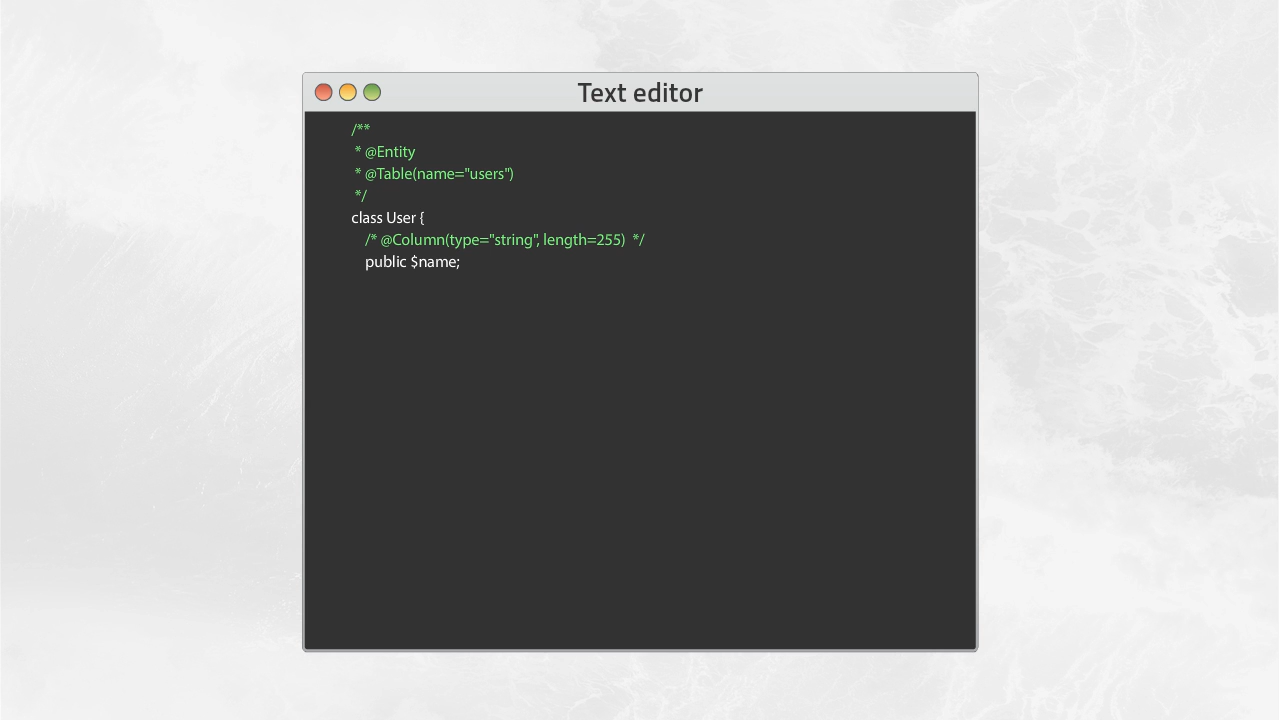 Text editor
/**
 * @Entity
 * @Table(name="users")
 */
class User {
    /* @Column(type="string", length=255)  */
    public $name;